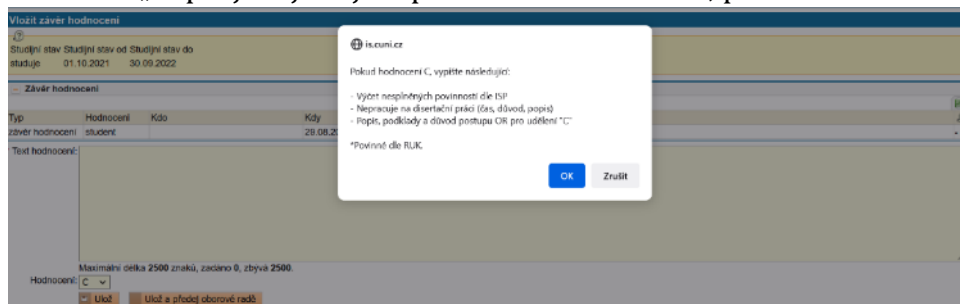 Vložit závěr hodnocení
Studijní stav Studijní stav od Studijní stav do
studuje 01.10.2021 30.09.2022
Závěr hodnocení
Typ Hodnocení Kdo Kdy
závěr hodnocení student 28.08.20
Text hodnocení:
Maximální délka 2500 znaků, zadáno 0, zbývá 2500.
Hodnocení: C
Ulož Ulož a předej oborové radě
is.cuni.cz
Pokud hodnocení C, vypište následující:
- Výčet nesplněných povinností dle ISP
- Nepracuje na disertační práci (čas, důvod, popis)
- Popis, podklady a důvod postupu OR pro udělení "C"
*Povinné dle RUK.
OK Zrušit